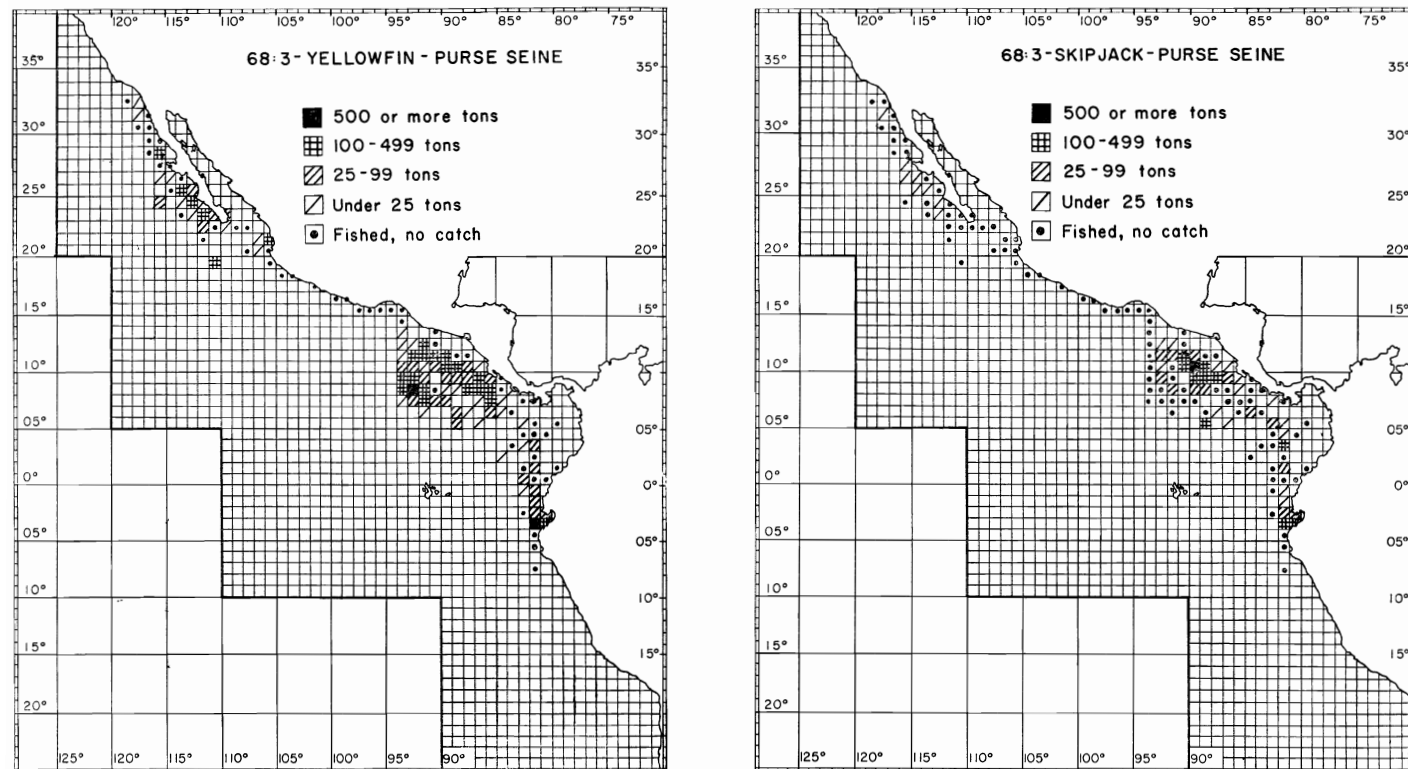 120° 115° 110° 105° 100° 95° 90° 85° 80° 75°
68:3-YELLOWFIN-PURSE SEINE
500 or more tons
100-499 tons
25-99 tons
Under 25 tons
Fished, no catch
35° 35°
30° 30°
25° 25°
20° 20°
15° 15°
10° 10°
05° 05°
0° 0°
05° 05°
10° 10°
15° 15°
20°
125° 120° 115° 110° 105° 100° 95° 90°
120° 115° 110° 105° 100° 95° 90° 85° 80° 75°
68:3-SKIPJACK-PURSE SEINE
500 or more tons
100-499 tons
25-99 tons
Under 25 tons
Fished, no catch
35° 35°
30° 30°
25° 25°
20° 20°
15° 15°
10° 10°
05° 05°
0° 0°
05° 05°
10° 10°
15° 15°
20° 20°
125° 120° 115° 110° 105° 100° 95° 90°